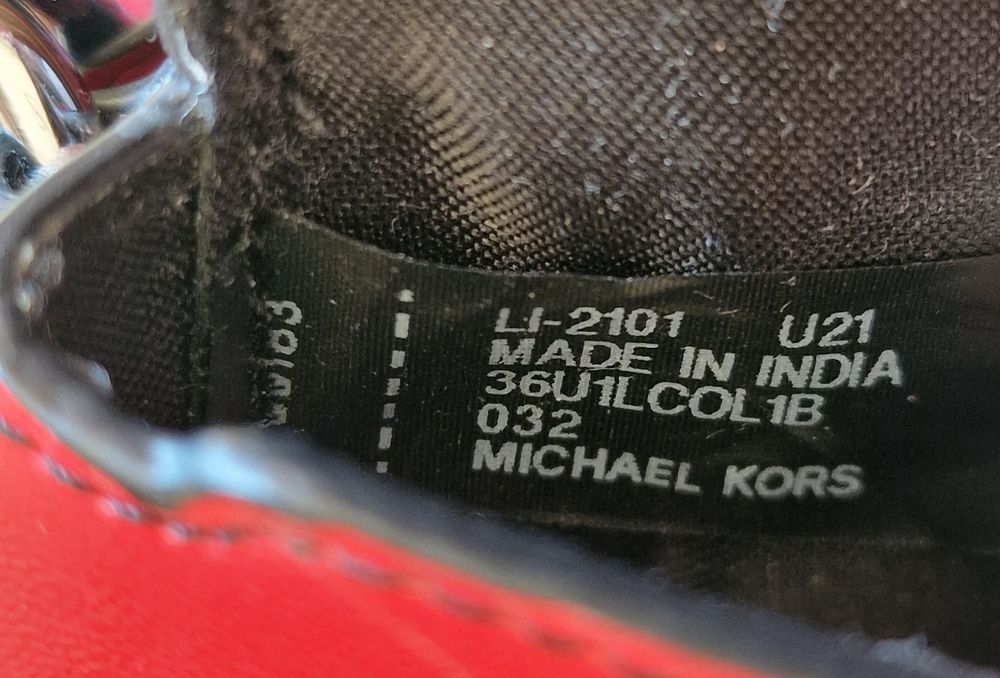 LI-2101 U21
MADE IN INDIA
36U1LCOL1B
032
MICHAEL KORS